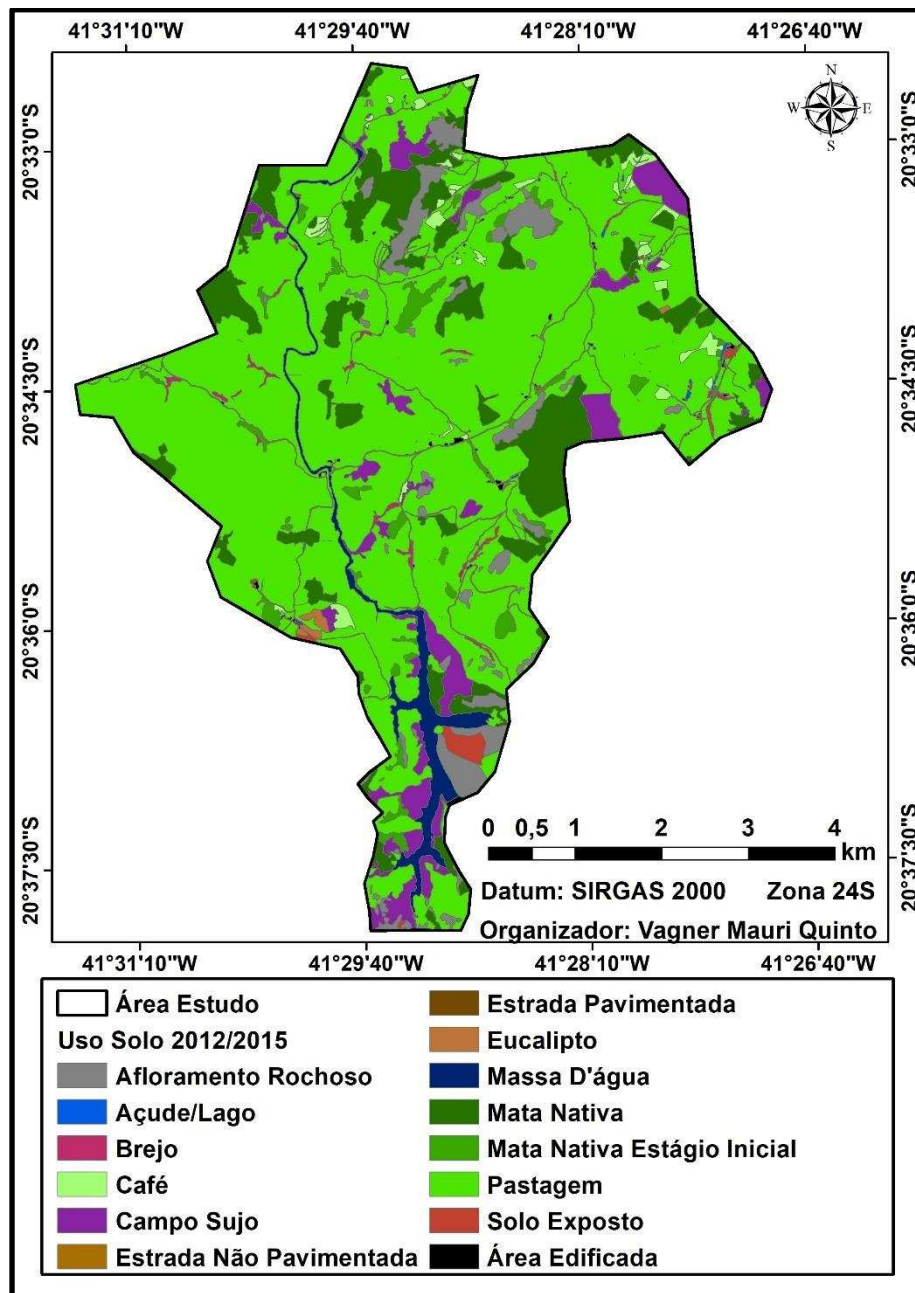 41°31'10"W 41°29'40"W 41°28'10"W 41°26'40"W
N
W E
S
20°33'0"S 20°33'0"S
20°34'30"S 20°34'30"S
20°36'0"S 20°36'0"S
20°37'30"S 20°37'30"S
0 0,5 1 2 3 4
km
Datum: SIRGAS 2000 Zona 24S
Organizador: Vagner Mauri Quinto
41°31'10"W 41°29'40"W 41°28'10"W 41°26'40"W
Área Estudo
Uso Solo 2012/2015
Afloramento Rochoso
Açude/Lago
Brejo
Café
Campo Sujo
Estrada Não Pavimentada
Estrada Pavimentada
Eucalipto
Massa D'água
Mata Nativa
Mata Nativa Estágio Inicial
Pastagem
Solo Exposto
Área Edificada